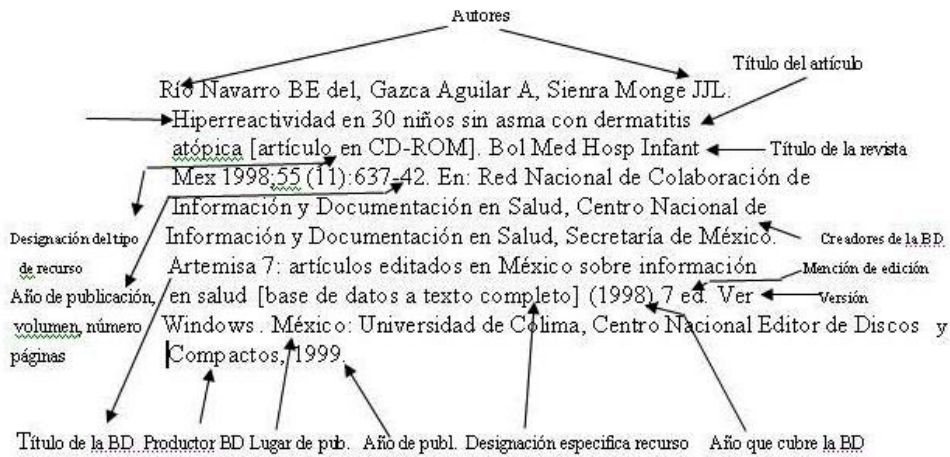 Autores
Título del artículo
Río Navarro BE del, Gazca Aguilar A, Sienra Monge JJL.
Hiperreactividad en 30 niños sin asma con dermatitis
atópica [artículo en CD-ROM]. Bol Med Hosp Infant
Título de la revista
Mex 1998;55 (11):637-42. En: Red Nacional de Colaboración de
Información y Documentación en Salud, Centro Nacional de
Designación del tipo
de recurso
Información y Documentación en Salud, Secretaría de México.
Creadores de la BD
Artemisa 7: artículos editados en México sobre información
Mención de edición
Año de publicación,
volumen, número
páginas
en salud [base de datos a texto completo] (1998) 7 ed. Ver
Versión
Windows. México: Universidad de Colima, Centro Nacional Editor de Discos y
Compactos, 1999.
Título de la BD Productor BD Lugar de pub. Año de publ. Designación especifica recurso Año que cubre la BD